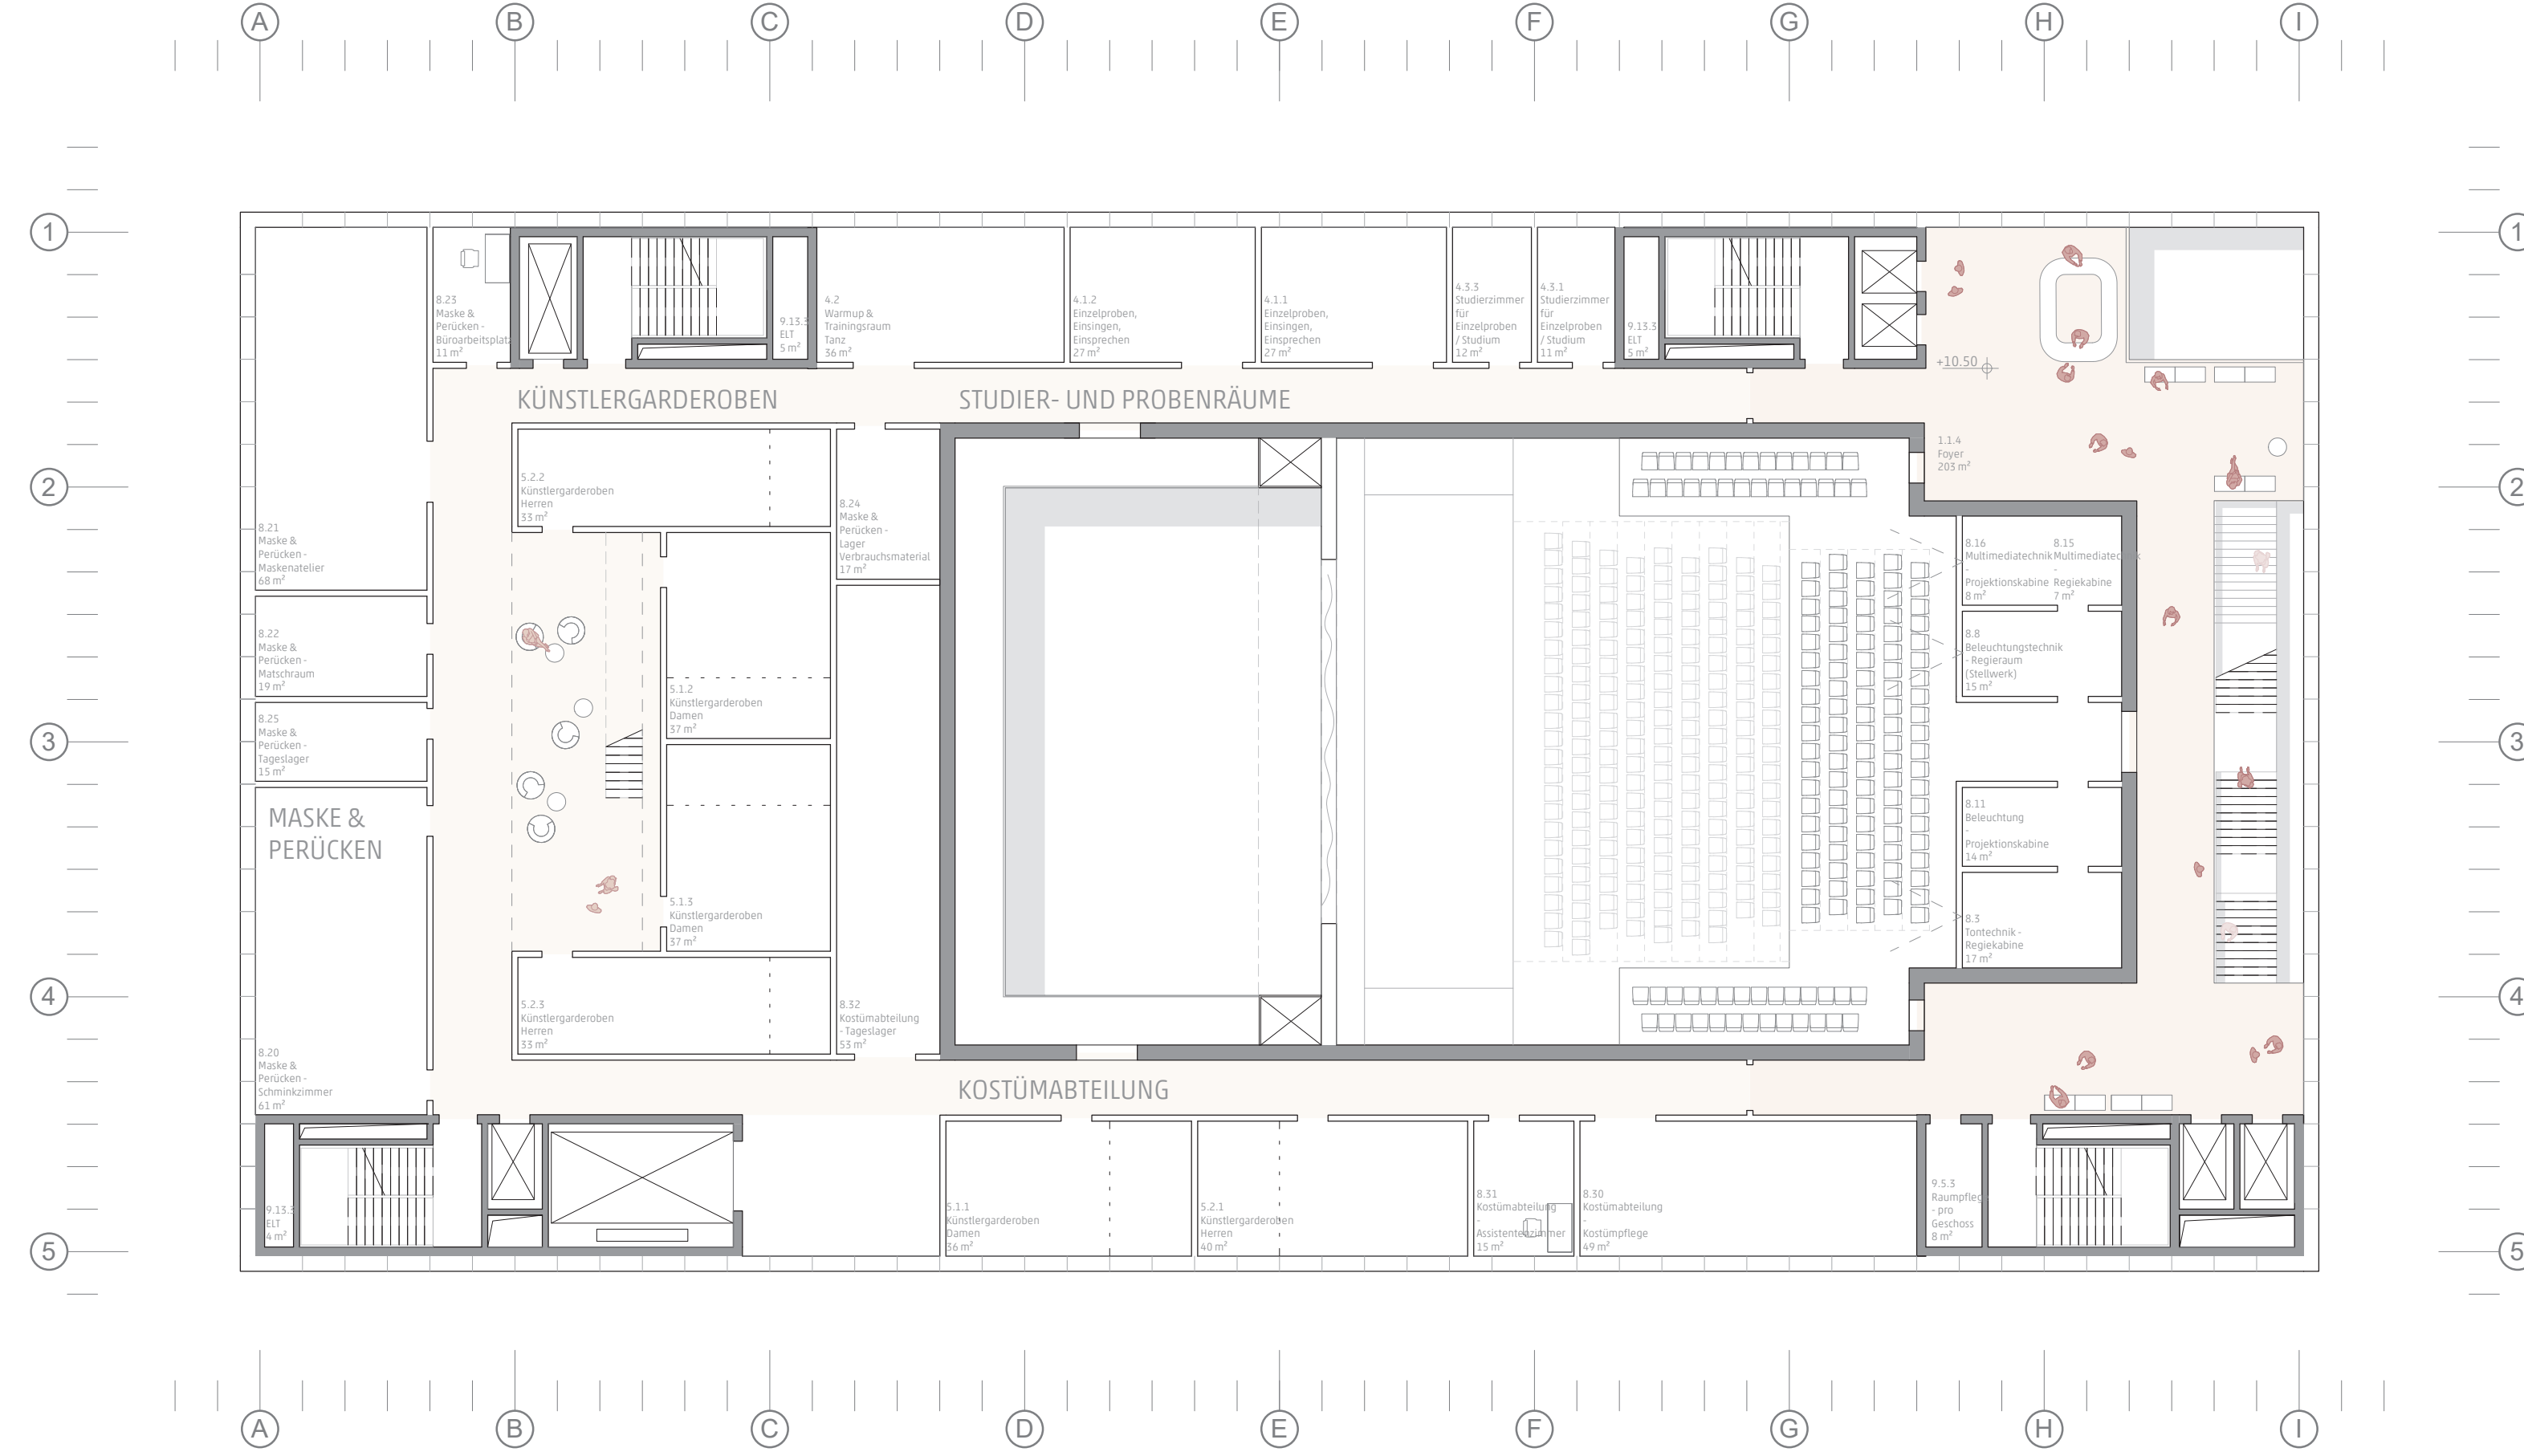 A B C D E F G H I
1
1
8.23
Maske &
Perücken -
Büroarbeitsplatz
11 m²
9.13.3
ELT
5 m²
4.2
Warmup &
Trainingsraum
Tanz
36 m²
4.1.2
Einzelproben,
Einsingen,
Einsprechen
27 m²
4.1.1
Einzelproben,
Einsingen,
Einsprechen
27 m²
4.3.3
Studierzimmer
für
Einzelproben
/ Studium
12 m²
4.3.1
Studierzimmer
für
Einzelproben
/ Studium
11 m²
9.13.3
ELT
5 m²
+10.50
KÜNSTLERGARDEROBEN
STUDIER- UND PROBENRÄUME
1.1.4
Foyer
203 m²
2
2
5.2.2
Künstlergarderoben
Herren
33 m²
8.24
Maske &
Perücken -
Lager
Verbrauchsmaterial
17 m²
8.21
Maske &
Perücken -
Maskenatelier
68 m²
8.16
Multimediatechnik
-
Projektionskabine
8 m²
8.15
-
Regiekabine
7 m²
8.22
Maske &
Perücken -
Matschraum
19 m²
8.8
Beleuchtungstechnik
- Regieraum
(Stellwerk)
15 m²
5.1.2
Künstlergarderoben
Damen
37 m²
8.25
Maske &
Perücken -
Tageslager
15 m²
3
3
MASKE &
PERÜCKEN
8.11
Beleuchtung
-
Projektionskabine
14 m²
5.1.3
Künstlergarderoben
Damen
37 m²
8.3
Tontechnik -
Regiekabine
17 m²
4
4
5.2.3
Künstlergarderoben
Herren
33 m²
8.32
Kostümabteilung
- Tageslager
53 m²
8.20
Maske &
Perücken -
Schminkzimmer
61 m²
KOSTÜMABTEILUNG
9.13.3
ELT
4 m²
5.1.1
Künstlergarderoben
Damen
36 m²
5.2.1
Künstlergarderoben
Herren
40 m²
8.31
Kostümabteilung
-
Assistentenzimmer
15 m²
8.30
Kostümabteilung
-
Kostümpflege
49 m²
9.5.3
Raumpflege
- pro
Geschoss
8 m²
5
5
A B C D E F G H I